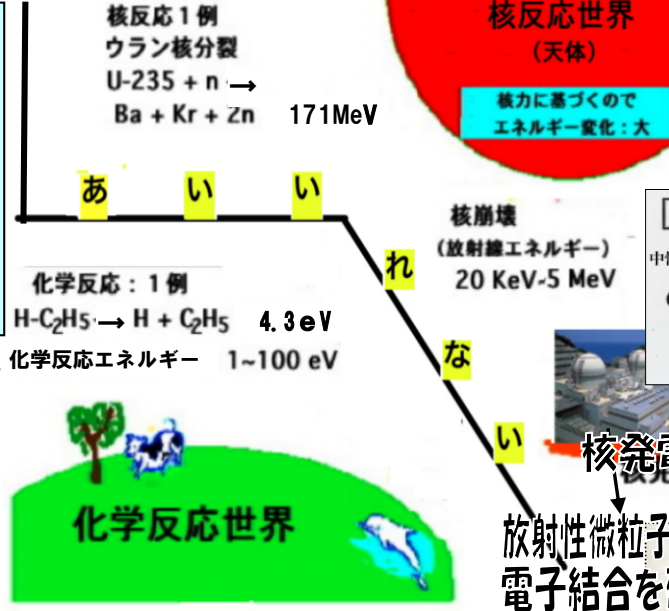 核反応1例
ウラン核分裂
U-235 + n →
Ba + Kr + 2n 171MeV
核反応世界
(天体)
核力に基づくので
エネルギー変化:大
あ い い れ な い
核崩壊
(放射線エネルギー)
20 KeV~5 MeV
化学反応:1例
H-C₂H₅ → H + C₂H₅ 4.3eV
化学反応エネルギー 1~100 eV
化学反応世界
核発電
放射性微粒子
電子結合を